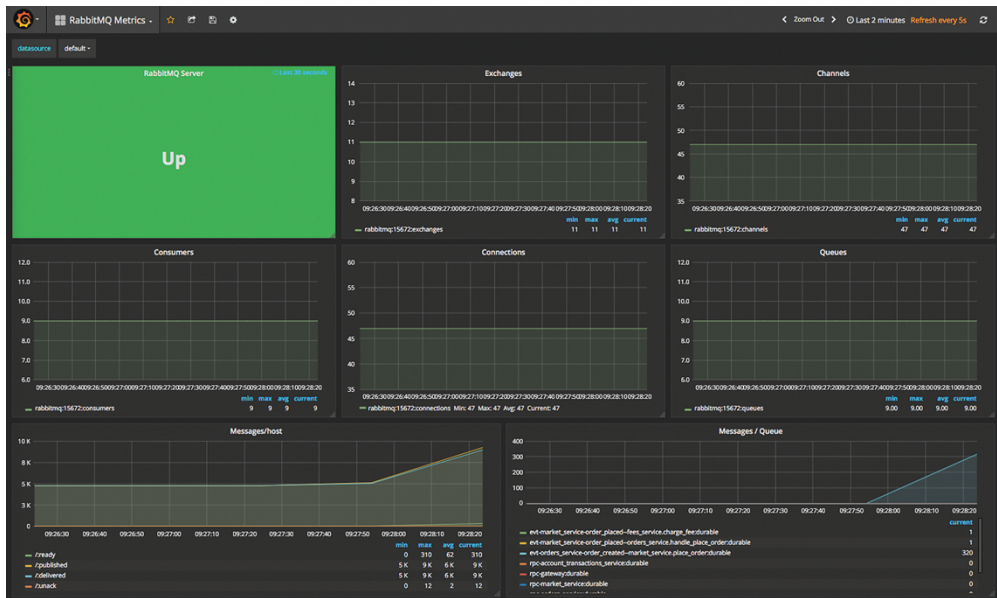 RabbitMQ Metrics
Zoom Out
Last 2 minutes
Refresh every 5s
datasource
default
RabbitMQ Server
Last 30 seconds
Up
Exchanges
14
13
12
11
10
9
8
09:26:30 09:26:40 09:26:50 09:27:00 09:27:10 09:27:20 09:27:30 09:27:40 09:27:50 09:28:00 09:28:10 09:28:20
min max avg current
rabbitmq:15672:exchanges 11 11 11 11
Channels
60
55
50
45
40
35
09:26:30 09:26:40 09:26:50 09:27:00 09:27:10 09:27:20 09:27:30 09:27:40 09:27:50 09:28:00 09:28:10 09:28:20
min max avg current
rabbitmq:15672:channels 47 47 47 47
Consumers
12.0
11.0
10.0
9.0
8.0
7.0
6.0
09:26:30 09:26:40 09:26:50 09:27:00 09:27:10 09:27:20 09:27:30 09:27:40 09:27:50 09:28:00 09:28:10 09:28:20
min max avg current
rabbitmq:15672:consumers 9 9 9 9
Connections
60
55
50
45
40
35
09:26:30 09:26:40 09:26:50 09:27:00 09:27:10 09:27:20 09:27:30 09:27:40 09:27:50 09:28:00 09:28:10 09:28:20
rabbitmq:15672:connections Min: 47 Max: 47 Avg: 47 Current: 47
Queues
12.0
11.0
10.0
9.0
8.0
7.0
6.0
09:26:30 09:26:40 09:26:50 09:27:00 09:27:10 09:27:20 09:27:30 09:27:40 09:27:50 09:28:00 09:28:10 09:28:20
min max avg current
rabbitmq:15672:queues 9.00 9.00 9.00 9.00
Messages/host
10 K
8 K
5 K
3 K
0
09:26:30 09:26:40 09:26:50 09:27:00 09:27:10 09:27:20 09:27:30 09:27:40 09:27:50 09:28:00 09:28:10 09:28:20
min max avg current
/:ready 0 310 62 310
/:published 5 K 9 K 6 K 9 K
/:delivered 5 K 9 K 6 K 9 K
/:unack 0 12 2 12
Messages / Queue
400
300
200
100
0
09:26:30 09:26:40 09:26:50 09:27:00 09:27:10 09:27:20 09:27:30 09:27:40 09:27:50 09:28:00 09:28:10 09:28:20
current
evt-market_service-order_placed--fees_service.charge_fee:durable 1
evt-market_service-order_placed--orders_service.handle_place_order:durable 1
evt-orders_service-order_created--market_service.place_order:durable 320
rpc-account_transactions_service:durable 0
rpc-gateway:durable 0
rpc-market_service:durable 0